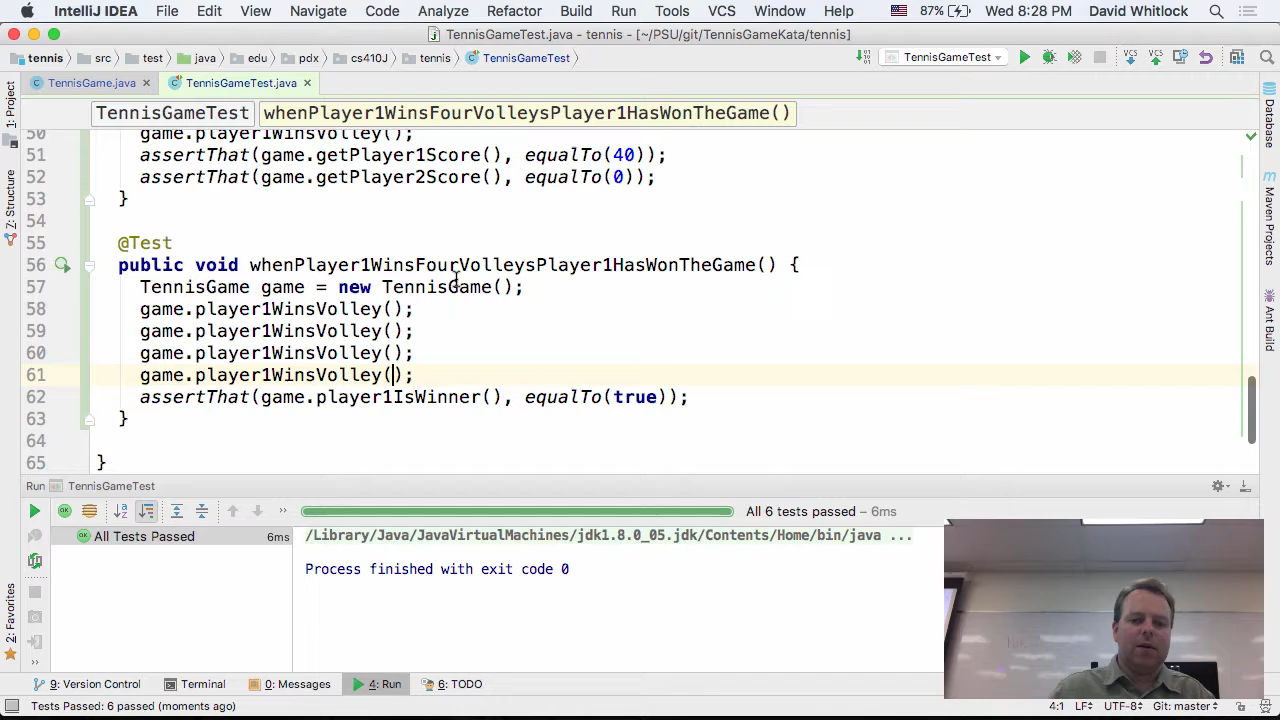 IntelliJ IDEA File Edit View Navigate Code Analyze Refactor Build Run Tools VCS Window Help 87% Wed 8:28 PM David Whitlock
TennisGameTest.java - tennis - [~/PSU/git/TennisGameKata/tennis]
tennis src test java edu pdx cs410J tennis TennisGameTest TennisGameTest
TennisGame.java TennisGameTest.java
TennisGameTest whenPlayer1WinsFourVolleysPlayer1HasWonTheGame()
1: Project
Z: Structure
2: Favorites
Database
Maven Projects
Ant Build
50 game.player1WinsVolley();
51 assertThat(game.getPlayer1Score(), equalTo(40));
52 assertThat(game.getPlayer2Score(), equalTo(0));
53 }
54
55 @Test
56 public void whenPlayer1WinsFourVolleysPlayer1HasWonTheGame() {
57 TennisGame game = new TennisGame();
58 game.player1WinsVolley();
59 game.player1WinsVolley();
60 game.player1WinsVolley();
61 game.player1WinsVolley();
62 assertThat(game.player1IsWinner(), equalTo(true));
63 }
64
65 }
Run TennisGameTest
All 6 tests passed – 6ms
All Tests Passed 6ms
/Library/Java/JavaVirtualMachines/jdk1.8.0_05.jdk/Contents/Home/bin/java ...
Process finished with exit code 0
9: Version Control Terminal 0: Messages 4: Run 6: TODO
Tests Passed: 6 passed (moments ago) 4:1 LF÷ UTF-8÷ Git: master÷